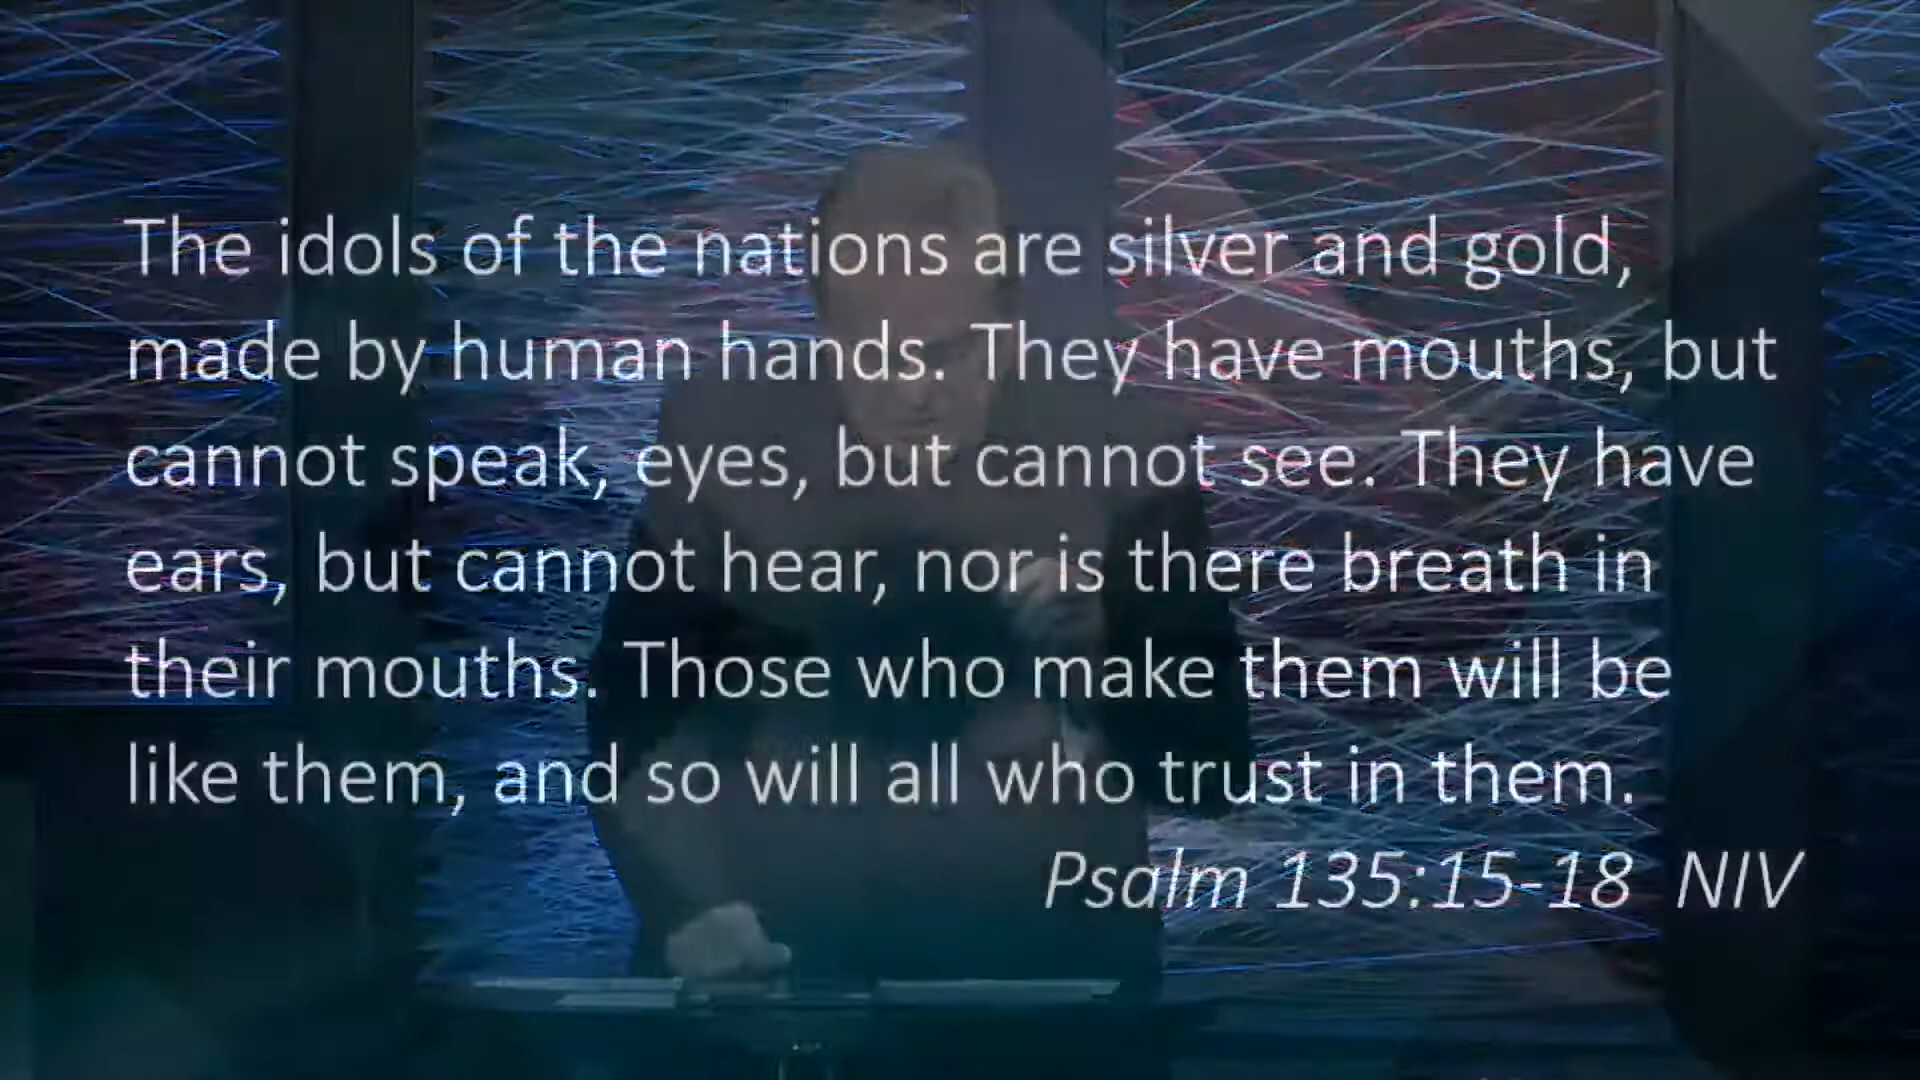 The idols of the nations are silver and gold,
made by human hands. They have mouths, but
cannot speak, eyes, but cannot see. They have
ears, but cannot hear, nor is there breath in
their mouths. Those who make them will be
like them, and so will all who trust in them.
Psalm 135:15-18 NIV